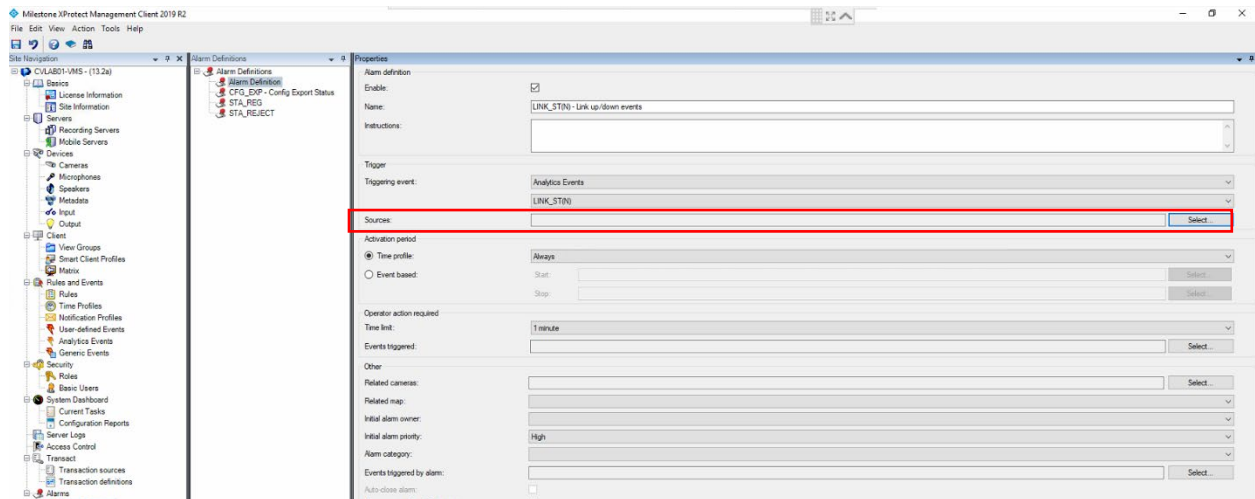 Milestone XProtect Management Client 2019 R2
File Edit View Action Tools Help
Site Navigation
CVLAB01-VMS - (13.2a)
Basics
License Information
Site Information
Servers
Recording Servers
Mobile Servers
Devices
Cameras
Microphones
Speakers
Metadata
Input
Output
Client
View Groups
Smart Client Profiles
Matrix
Rules and Events
Rules
Time Profiles
Notification Profiles
User-defined Events
Analytics Events
Generic Events
Security
Roles
Basic Users
System Dashboard
Current Tasks
Configuration Reports
Server Logs
Access Control
Transact
Transaction sources
Transaction definitions
Alarms
Alarm Definitions
Alarm Definitions
Alarm Definition
CFG_EXP - Config Export Status
STA_REG
STA_REJECT
Properties
Alarm definition
Enable:
Name: LINK_ST(N) - Link up/down events
Instructions:
Trigger
Triggering event: Analytics Events
LINK_ST(N)
Sources: Select...
Activation period
Time profile: Always
Event based: Start: Select...
Stop: Select...
Operator action required
Time limit: 1 minute
Events triggered: Select...
Other
Related cameras: Select...
Related map:
Initial alarm owner:
Initial alarm priority: High
Alarm category:
Events triggered by alarm: Select...
Auto-close alarm: